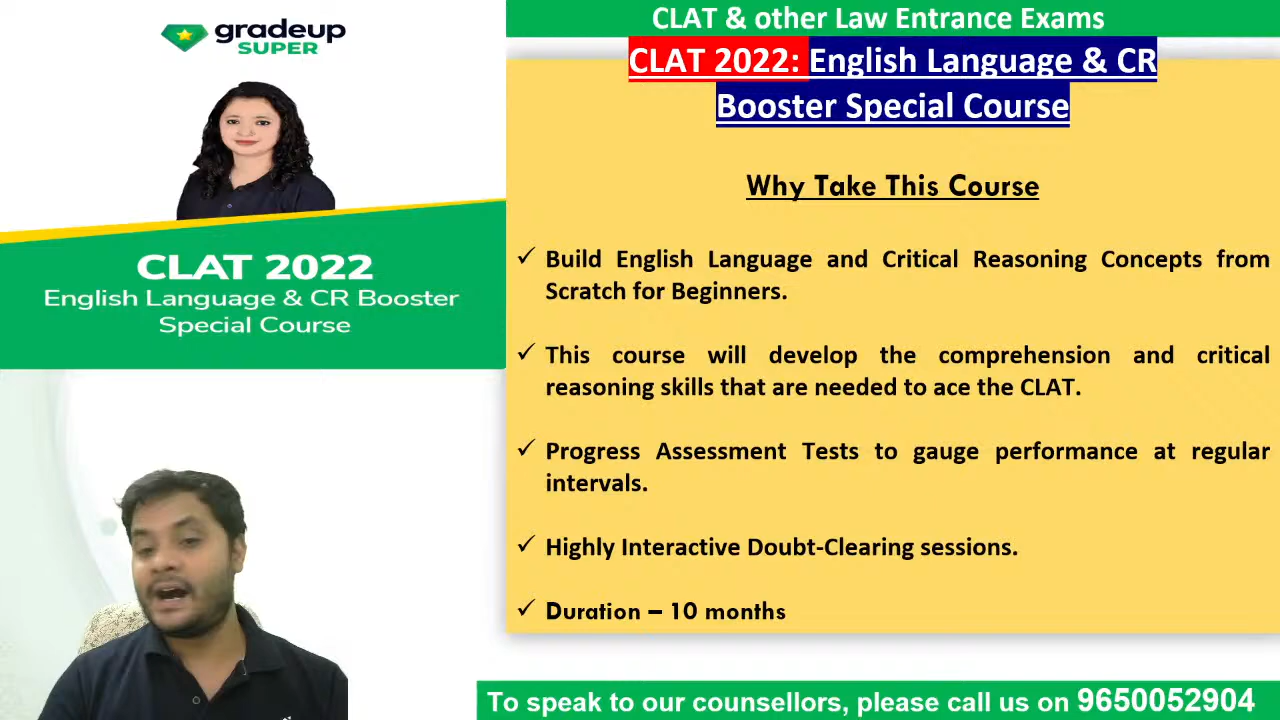 gradeup
SUPER
CLAT 2022
English Language & CR Booster
Special Course
CLAT & other Law Entrance Exams
CLAT 2022: English Language & CR
Booster Special Course
Why Take This Course
✓ Build English Language and Critical Reasoning Concepts from
Scratch for Beginners.
✓ This course will develop the comprehension and critical
reasoning skills that are needed to ace the CLAT.
✓ Progress Assessment Tests to gauge performance at regular
intervals.
✓ Highly Interactive Doubt-Clearing sessions.
✓ Duration – 10 months
To speak to our counsellors, please call us on 9650052904